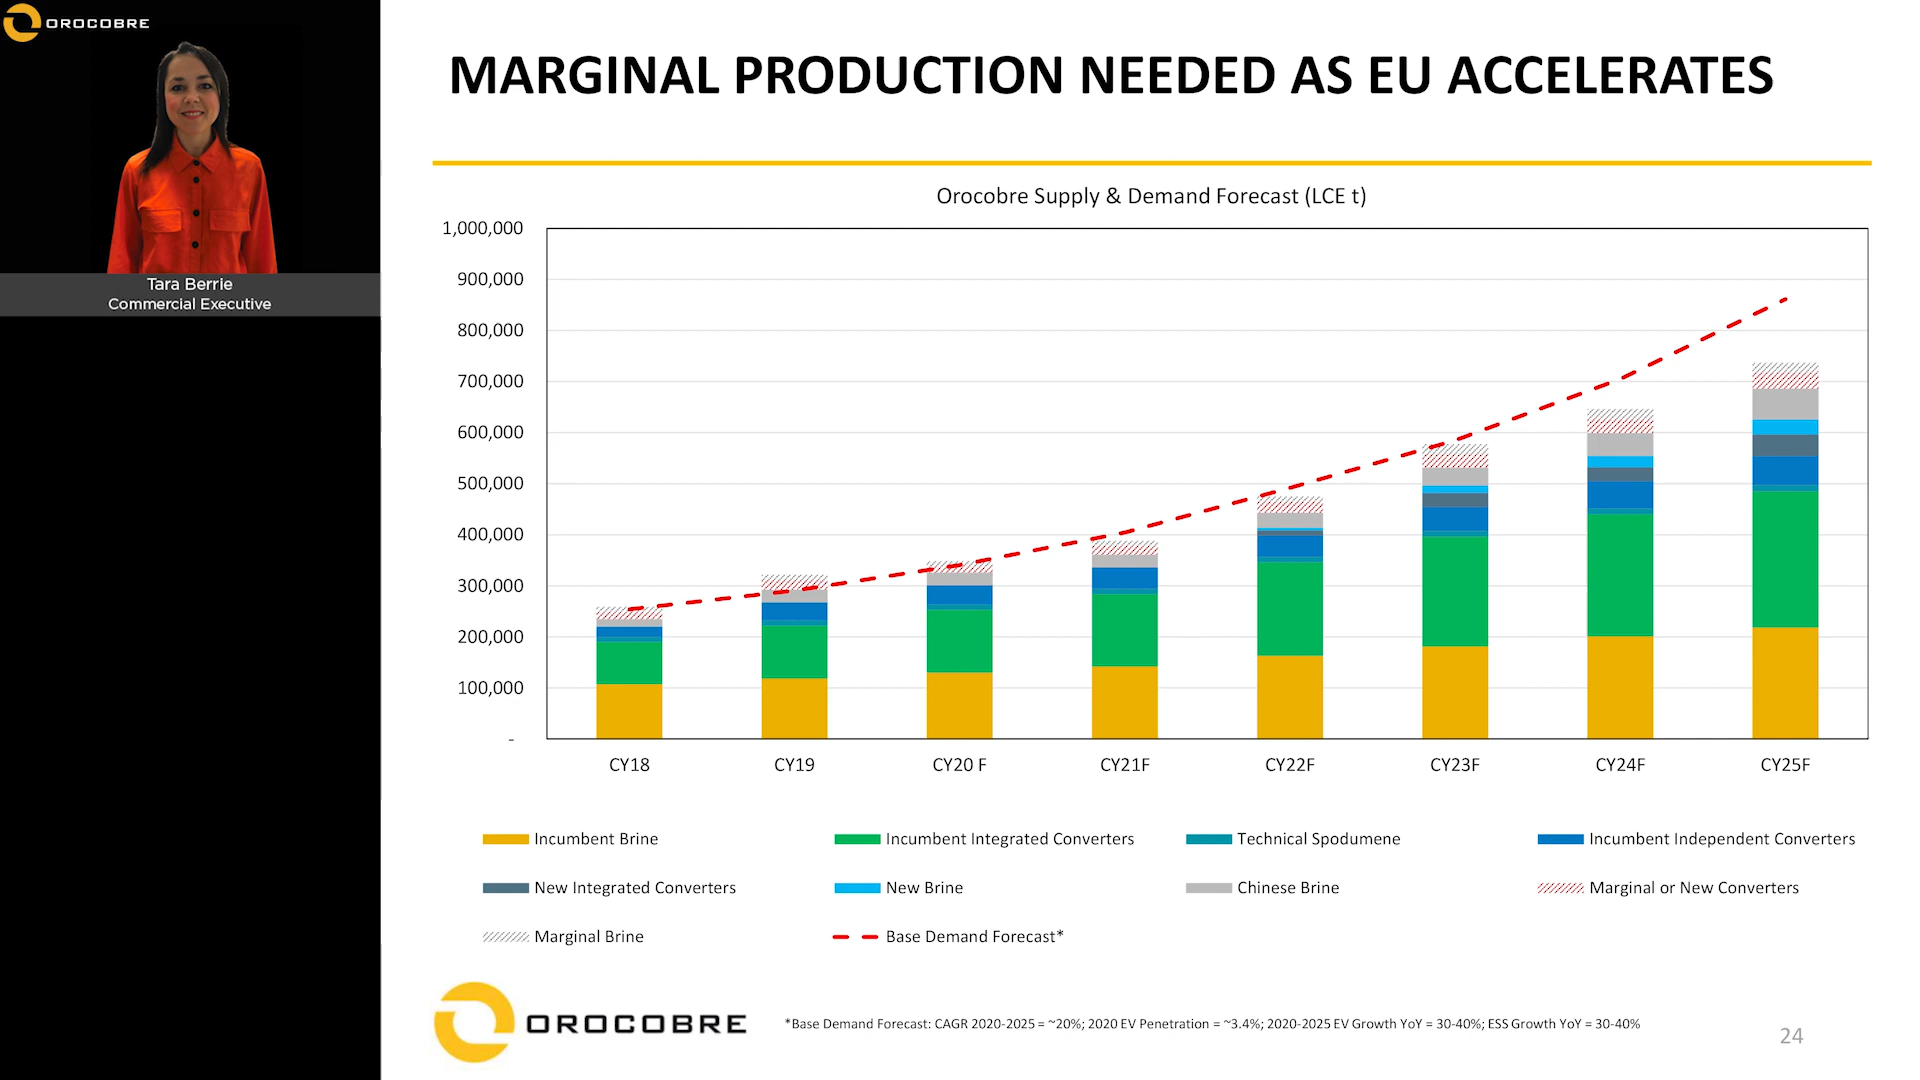 OROCOBRE
Tara Berrie
Commercial Executive
MARGINAL PRODUCTION NEEDED AS EU ACCELERATES
Orocobre Supply & Demand Forecast (LCE t)
1,000,000
900,000
800,000
700,000
600,000
500,000
400,000
300,000
200,000
100,000
-
CY18 CY19 CY20 F CY21F CY22F CY23F CY24F CY25F
Incumbent Brine Incumbent Integrated Converters Technical Spodumene Incumbent Independent Converters
New Integrated Converters New Brine Chinese Brine Marginal or New Converters
Marginal Brine Base Demand Forecast*
OROCOBRE
*Base Demand Forecast: CAGR 2020-2025 = ~20%; 2020 EV Penetration = ~3.4%; 2020-2025 EV Growth YoY = 30-40%; ESS Growth YoY = 30-40%
24